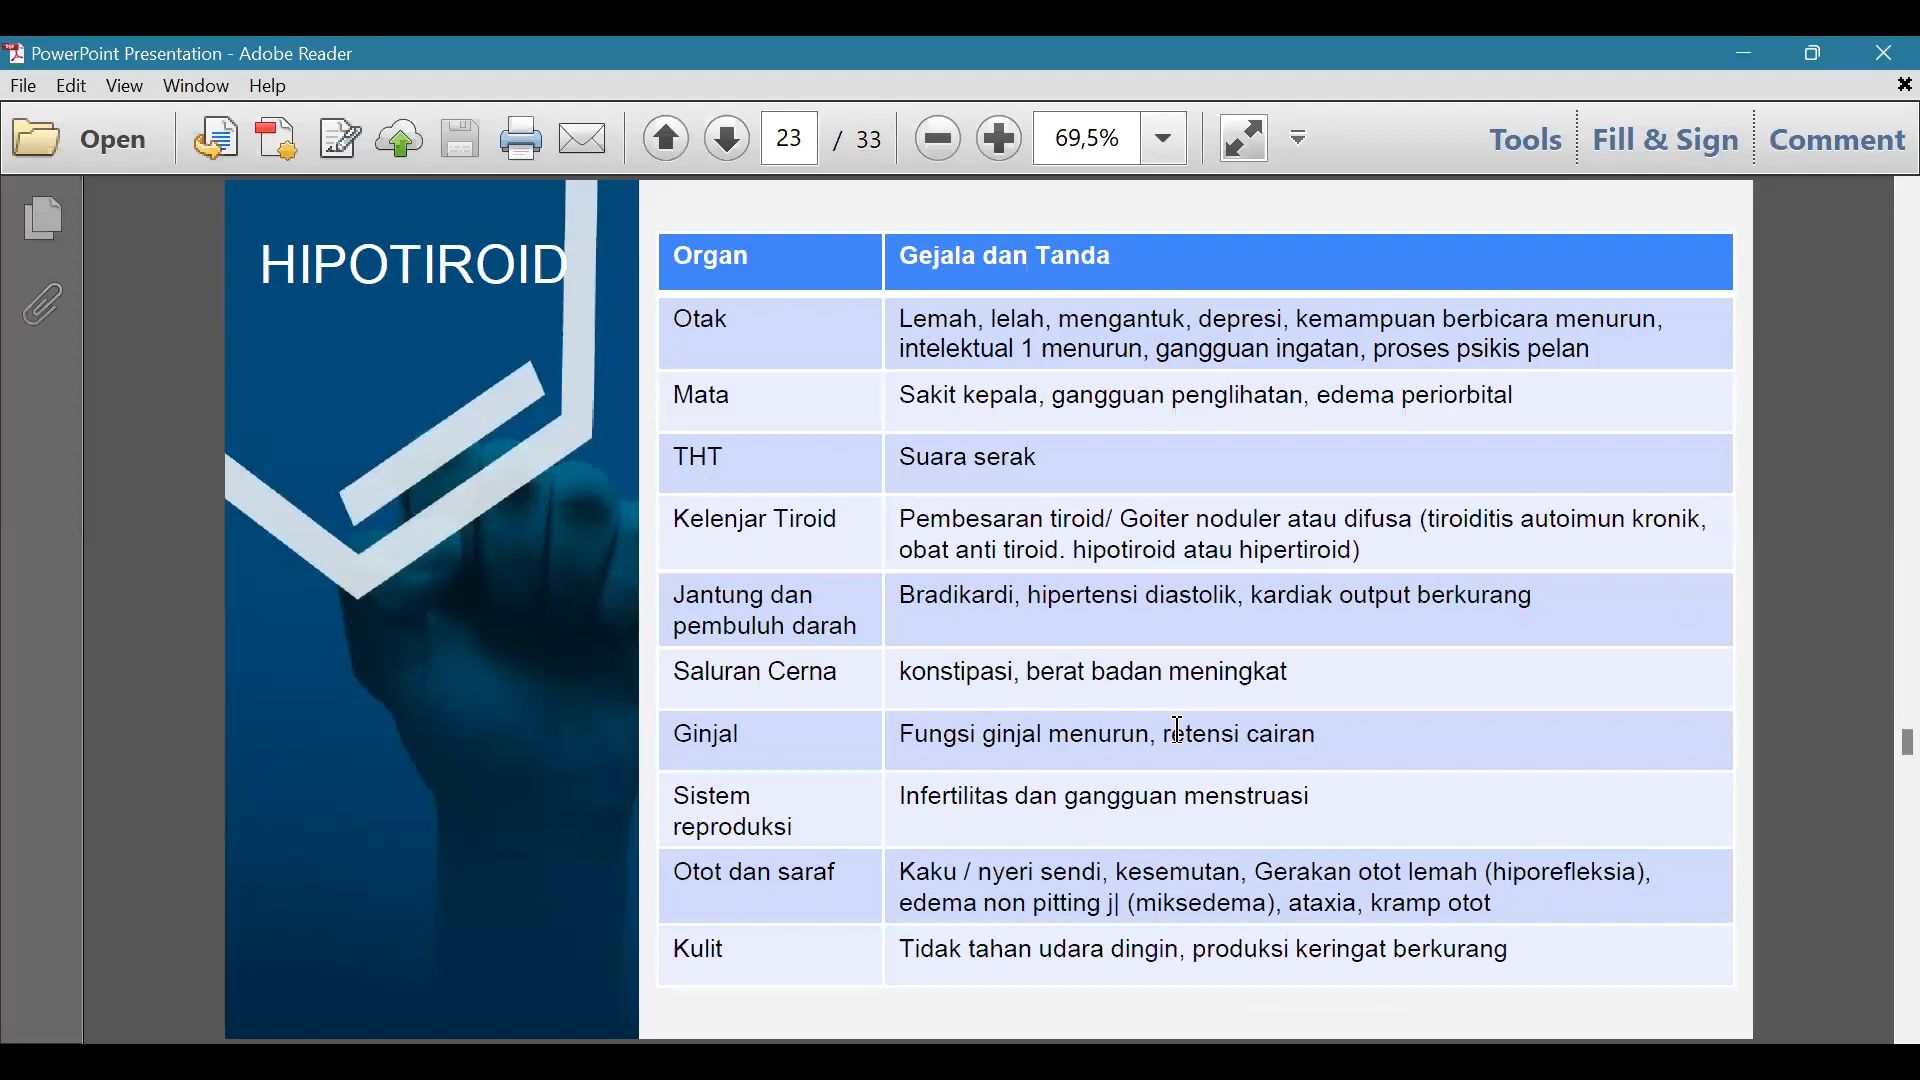 PowerPoint Presentation - Adobe Reader
File Edit View Window Help
Open 23 / 33 69,5% Tools Fill & Sign Comment
HIPOTIROID
Organ Gejala dan Tanda
Otak Lemah, lelah, mengantuk, depresi, kemampuan berbicara menurun,
intelektual 1 menurun, gangguan ingatan, proses psikis pelan
Mata Sakit kepala, gangguan penglihatan, edema periorbital
THT Suara serak
Kelenjar Tiroid Pembesaran tiroid/ Goiter noduler atau difusa (tiroiditis autoimun kronik,
obat anti tiroid. hipotiroid atau hipertiroid)
Jantung dan Bradikardi, hipertensi diastolik, kardiak output berkurang
pembuluh darah
Saluran Cerna konstipasi, berat badan meningkat
Ginjal Fungsi ginjal menurun, retensi cairan
Sistem Infertilitas dan gangguan menstruasi
reproduksi
Otot dan saraf Kaku / nyeri sendi, kesemutan, Gerakan otot lemah (hiporefleksia),
edema non pitting j| (miksedema), ataxia, kramp otot
Kulit Tidak tahan udara dingin, produksi keringat berkurang